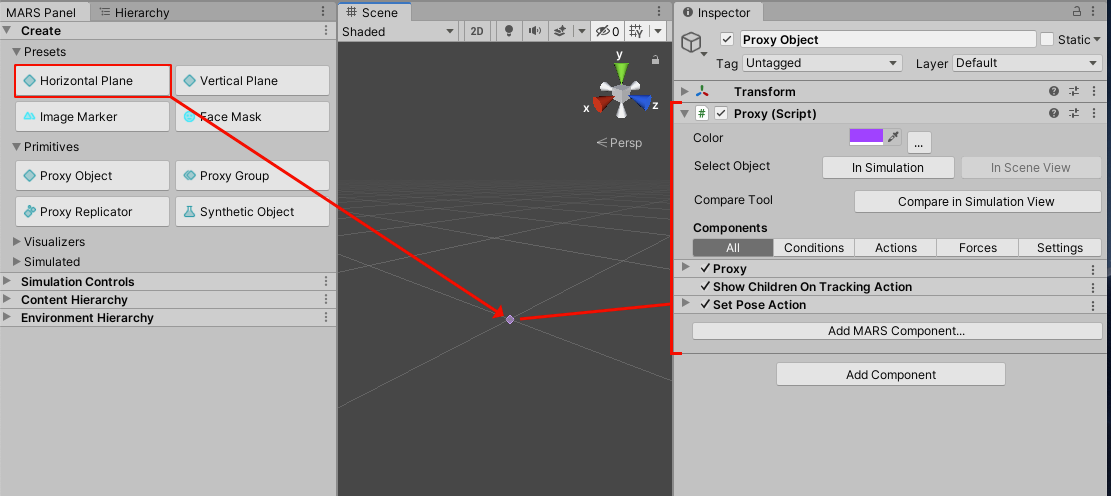 MARS Panel
Hierarchy
Create
Presets
Horizontal Plane
Vertical Plane
Image Marker
Face Mask
Primitives
Proxy Object
Proxy Group
Proxy Replicator
Synthetic Object
Visualizers
Simulated
Simulation Controls
Content Hierarchy
Environment Hierarchy
Scene
Shaded
2D
0
y
x
z
Persp
Inspector
Proxy Object
Static
Tag Untagged
Layer Default
Transform
# Proxy (Script)
Color
...
Select Object
In Simulation
In Scene View
Compare Tool
Compare in Simulation View
Components
All
Conditions
Actions
Forces
Settings
Proxy
Show Children On Tracking Action
Set Pose Action
Add MARS Component...
Add Component